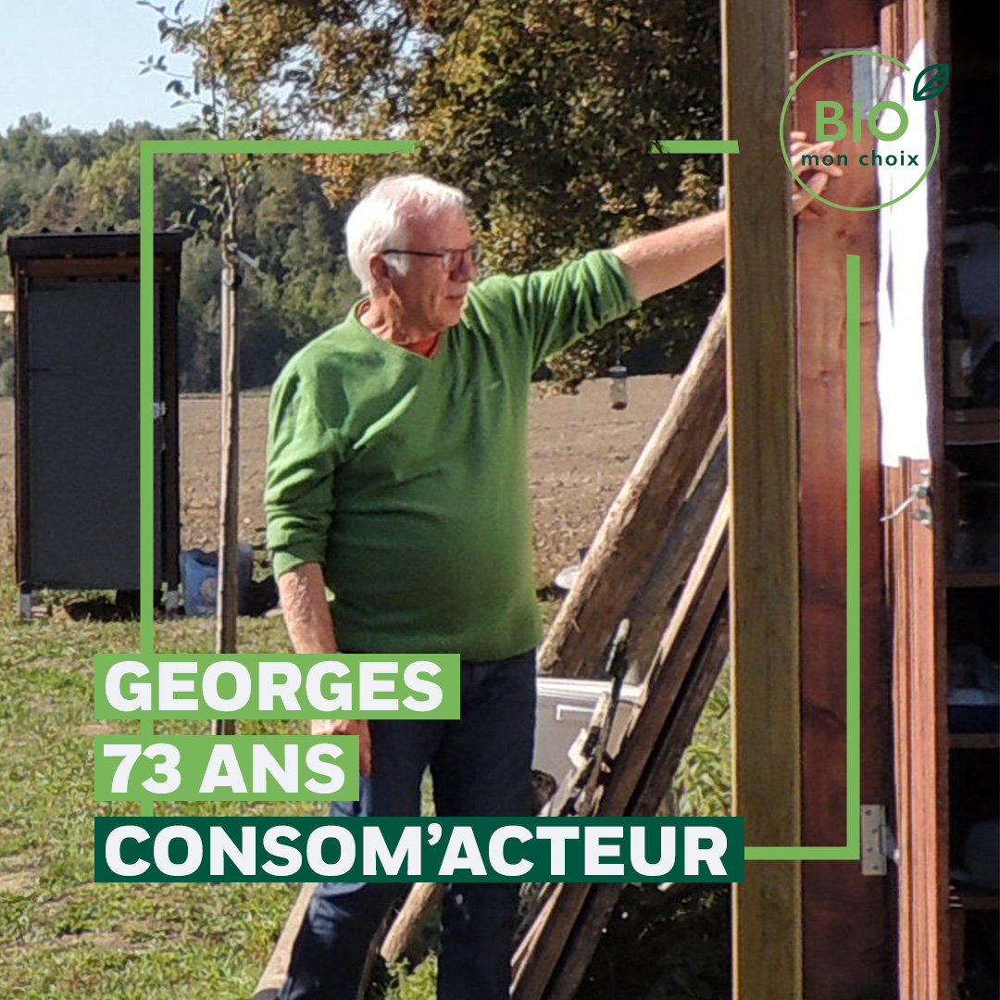 BiO
mon choix
GEORGES
73 ANS
CONSOM'ACTEUR